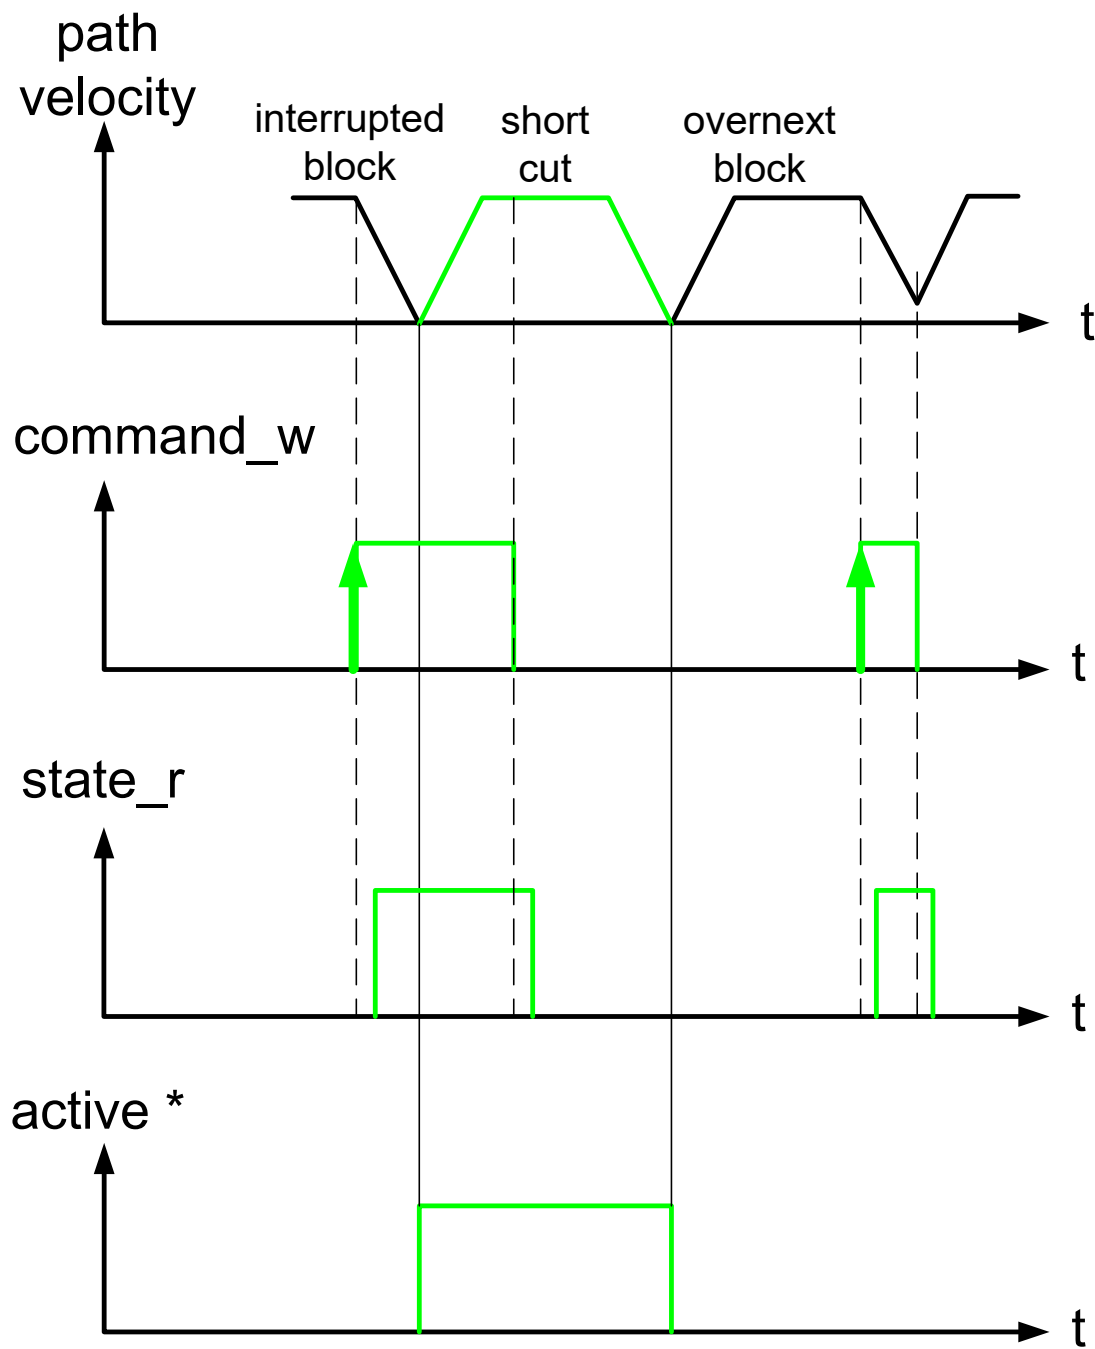 path
velocity
interrupted
block
short
cut
overnext
block
t
command_w
t
state_r
t
active *
t